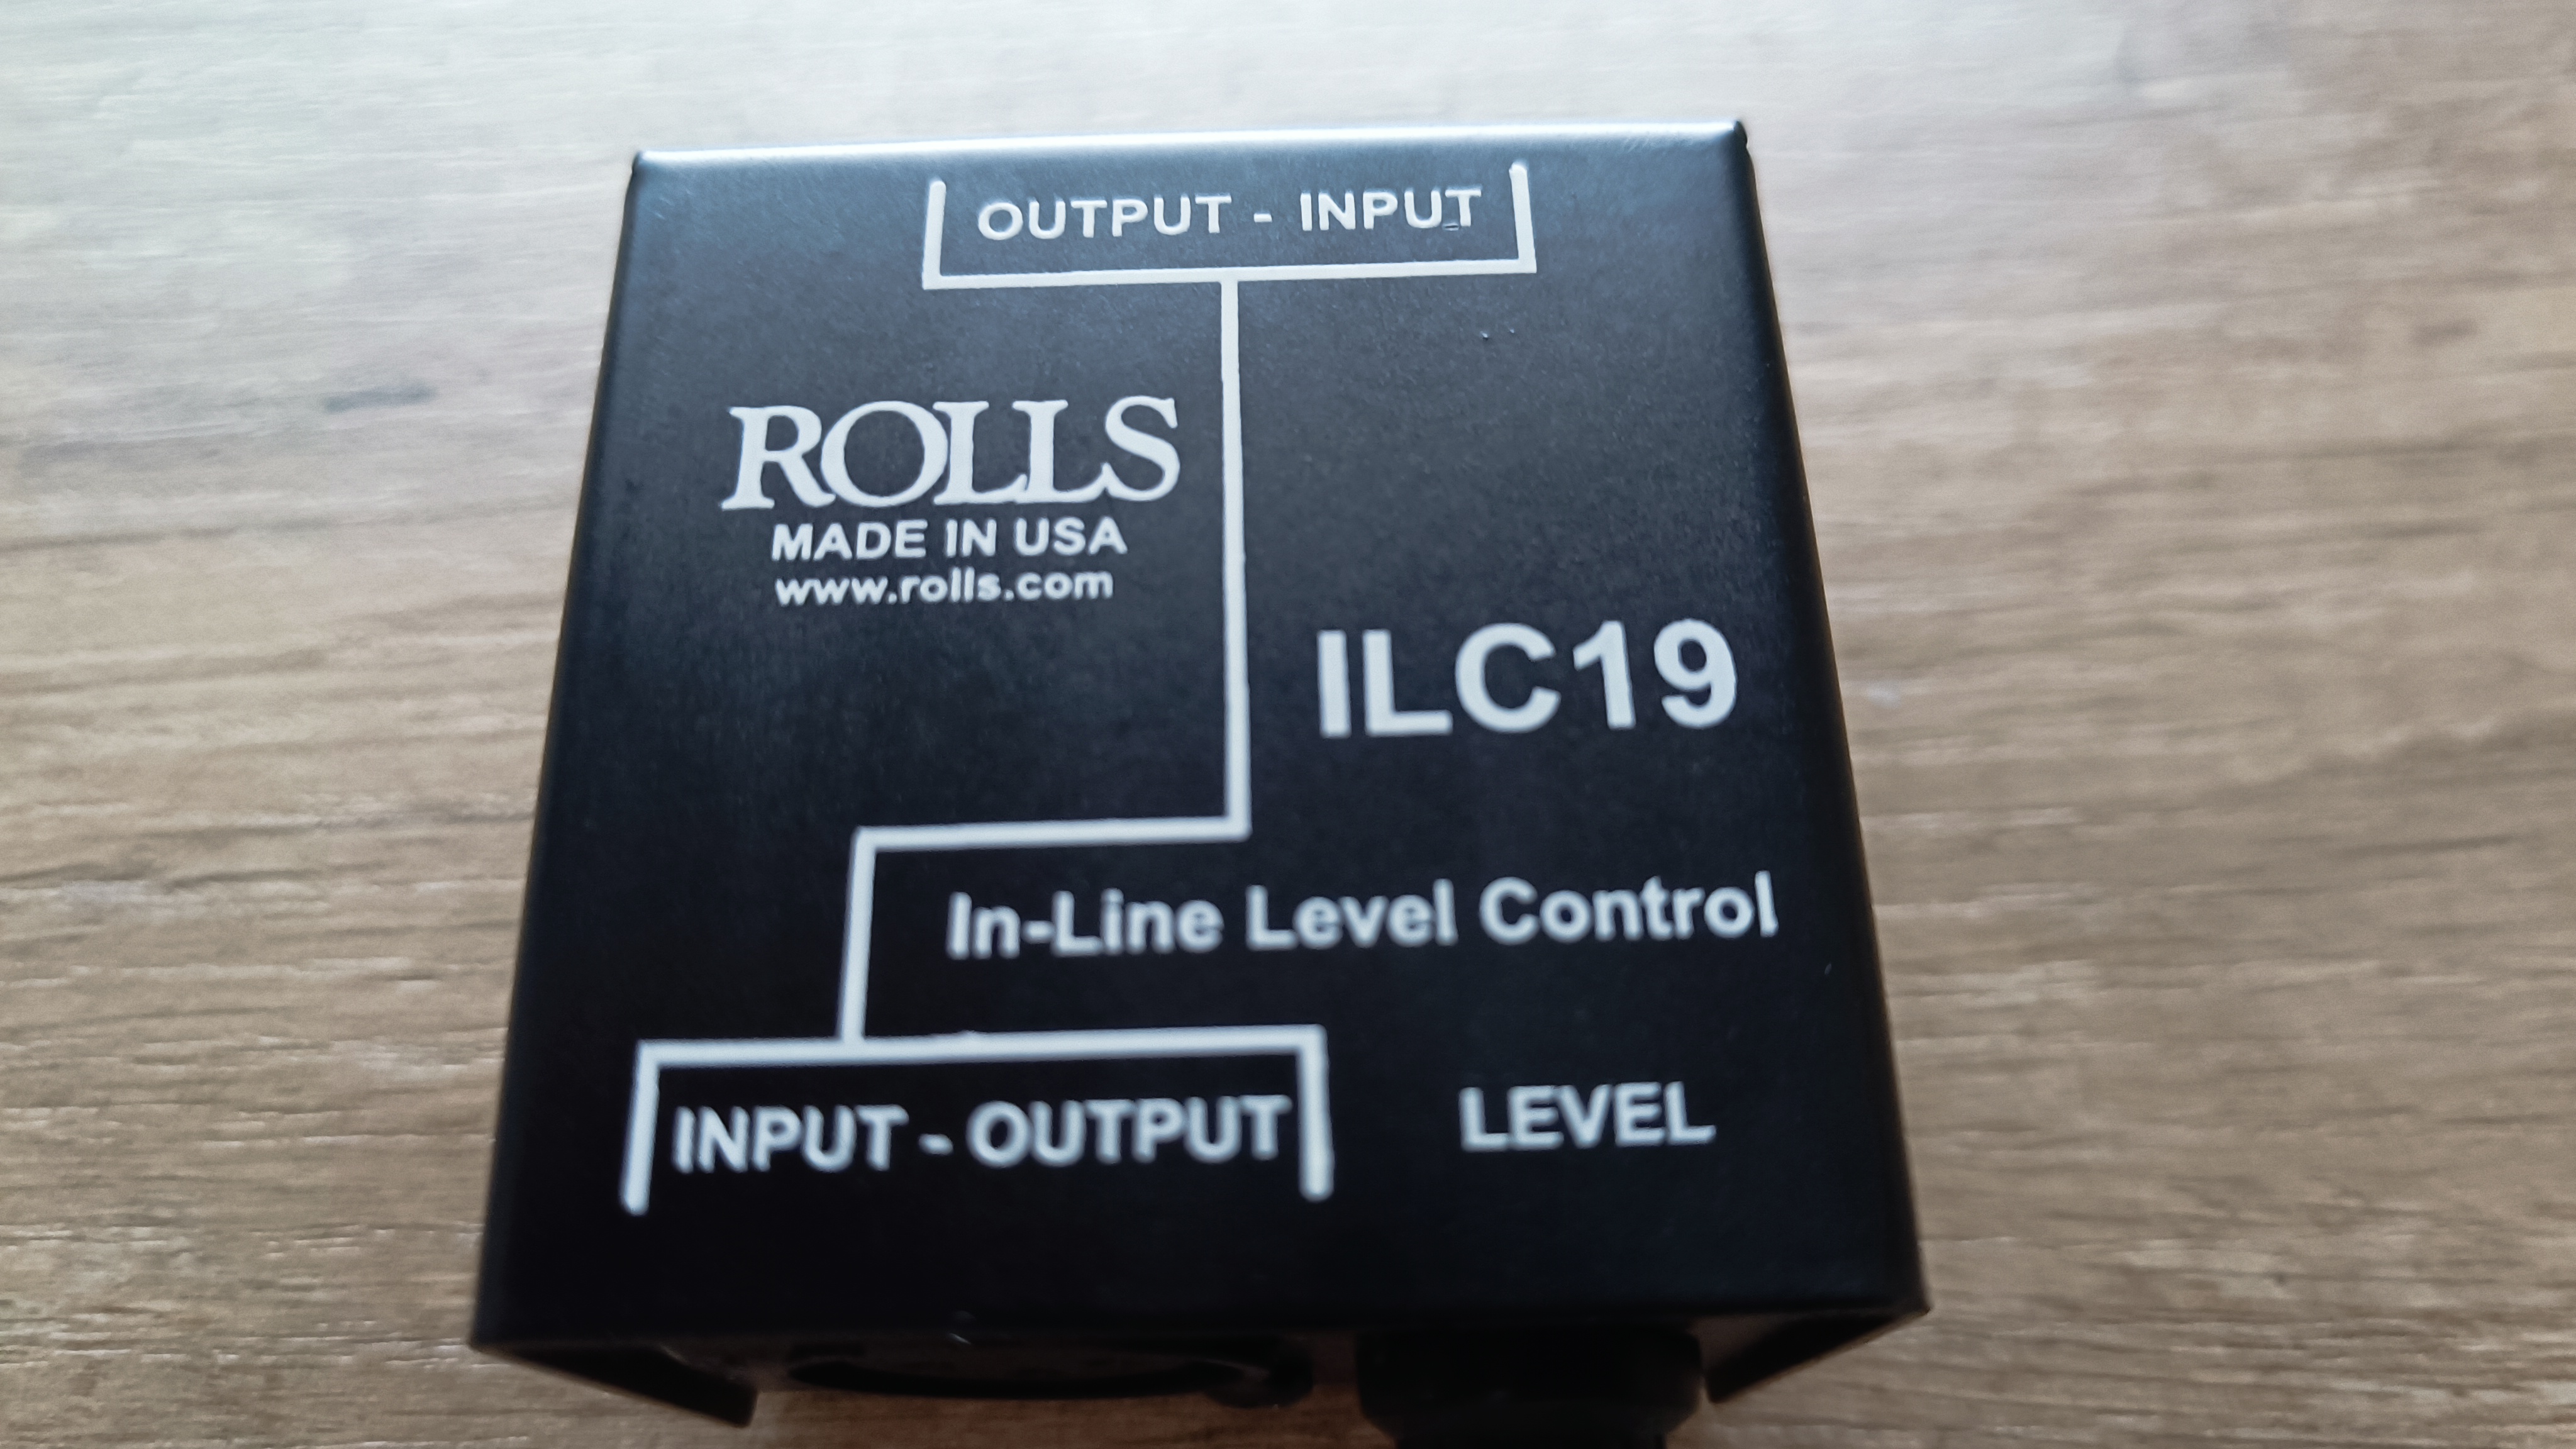 OUTPUT - INPUT
ROLLS
MADE IN USA
www.rolls.com
ILC19
In-Line Level Control
INPUT - OUTPUT
LEVEL